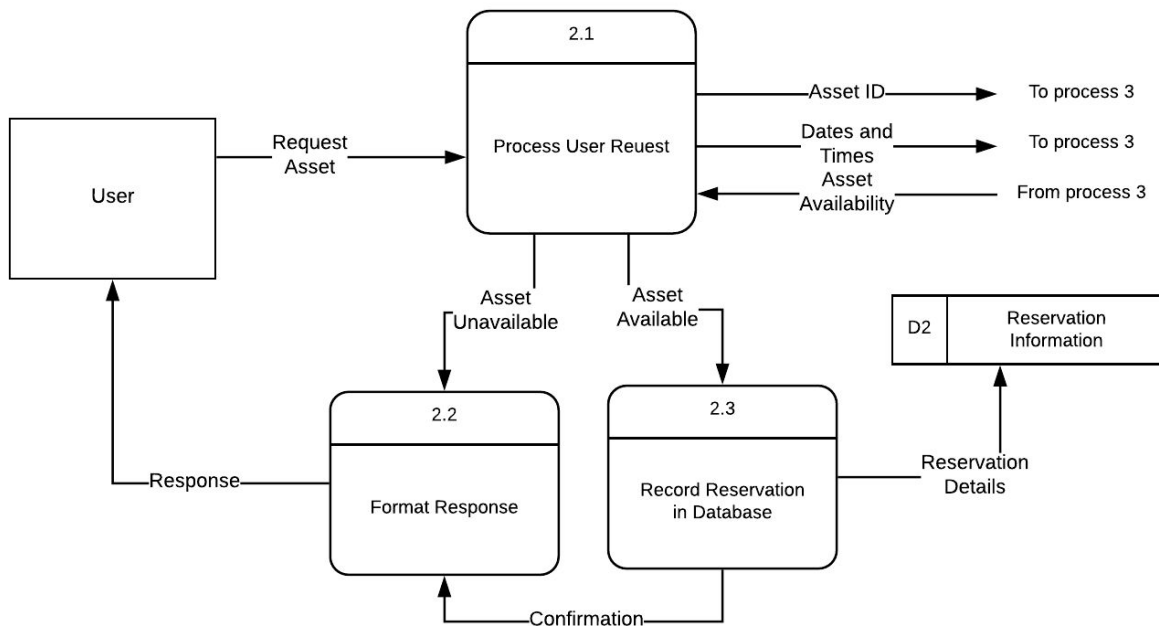 2.1
Process User Reuest
Asset ID
To process 3
Dates and
Times
To process 3
Asset
Availability
From process 3
User
Request
Asset
Asset
Unavailable
Asset
Available
D2
Reservation
Information
2.2
Format Response
2.3
Record Reservation
in Database
Response
Reservation
Details
Confirmation